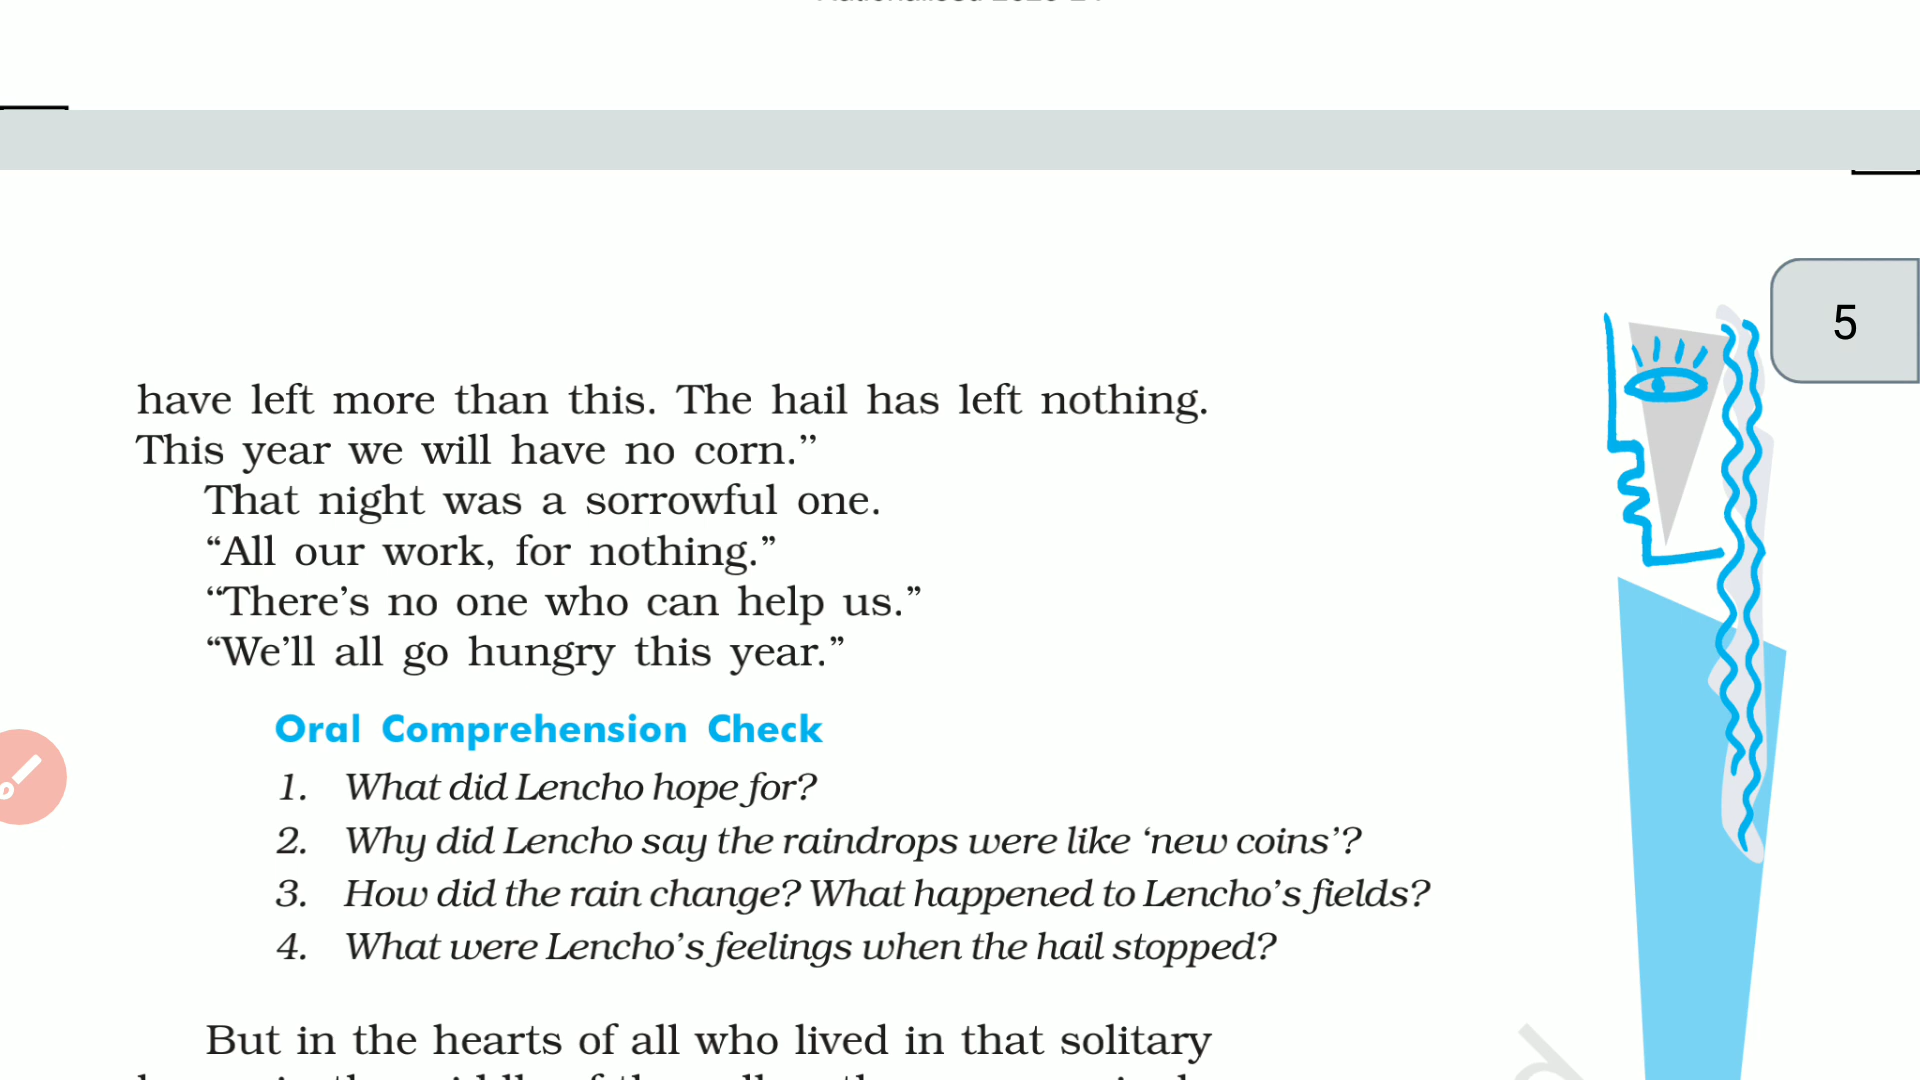 5
have left more than this. The hail has left nothing.
This year we will have no corn.”
That night was a sorrowful one.
“All our work, for nothing.”
“There’s no one who can help us.”
“We’ll all go hungry this year.”
Oral Comprehension Check
1. What did Lencho hope for?
2. Why did Lencho say the raindrops were like ‘new coins’?
3. How did the rain change? What happened to Lencho’s fields?
4. What were Lencho’s feelings when the hail stopped?
But in the hearts of all who lived in that solitary